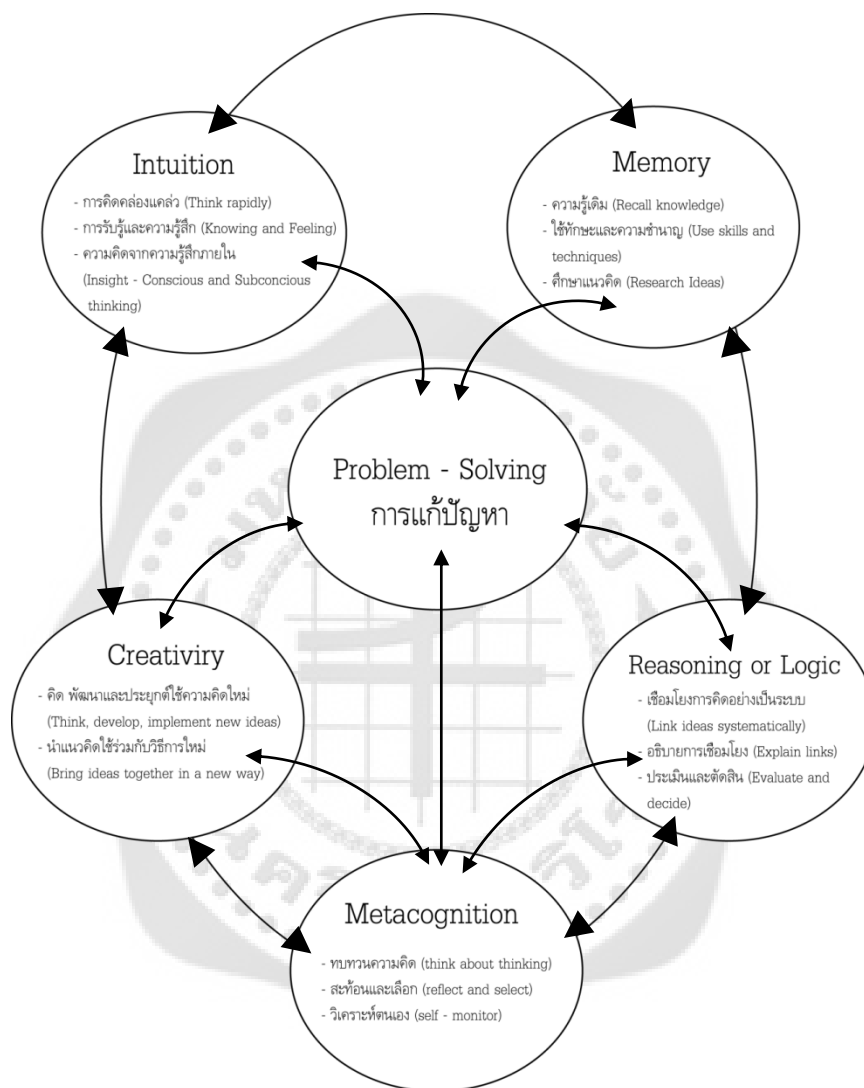 Intuition
- การคิดคล่องแคล่ว (Think rapidly)
- การรับรู้และความรู้สึก (Knowing and Feeling)
- ความคิดจากความรู้สึกภายใน
(Insight - Conscious and Subconcious
thinking)
Memory
- ความรู้เดิม (Recall knowledge)
- ใช้ทักษะและความชำนาญ (Use skills and
techniques)
- ศึกษาแนวคิด (Research Ideas)
Problem - Solving
การแก้ปัญหา
Creativiry
- คิด พัฒนาและประยุกต์ใช้ความคิดใหม่
(Think, develop, implement new ideas)
- นำแนวคิดใช้ร่วมกับวิธีการใหม่
(Bring ideas together in a new way)
Reasoning or Logic
- เชื่อมโยงการคิดอย่างเป็นระบบ
(Link ideas systematically)
- อธิบายการเชื่อมโยง (Explain links)
- ประเมินและตัดสิน (Evaluate and
decide)
Metacognition
- ทบทวนความคิด (think about thinking)
- สะท้อนและเลือก (reflect and select)
- วิเคราะห์ตนเอง (self - monitor)